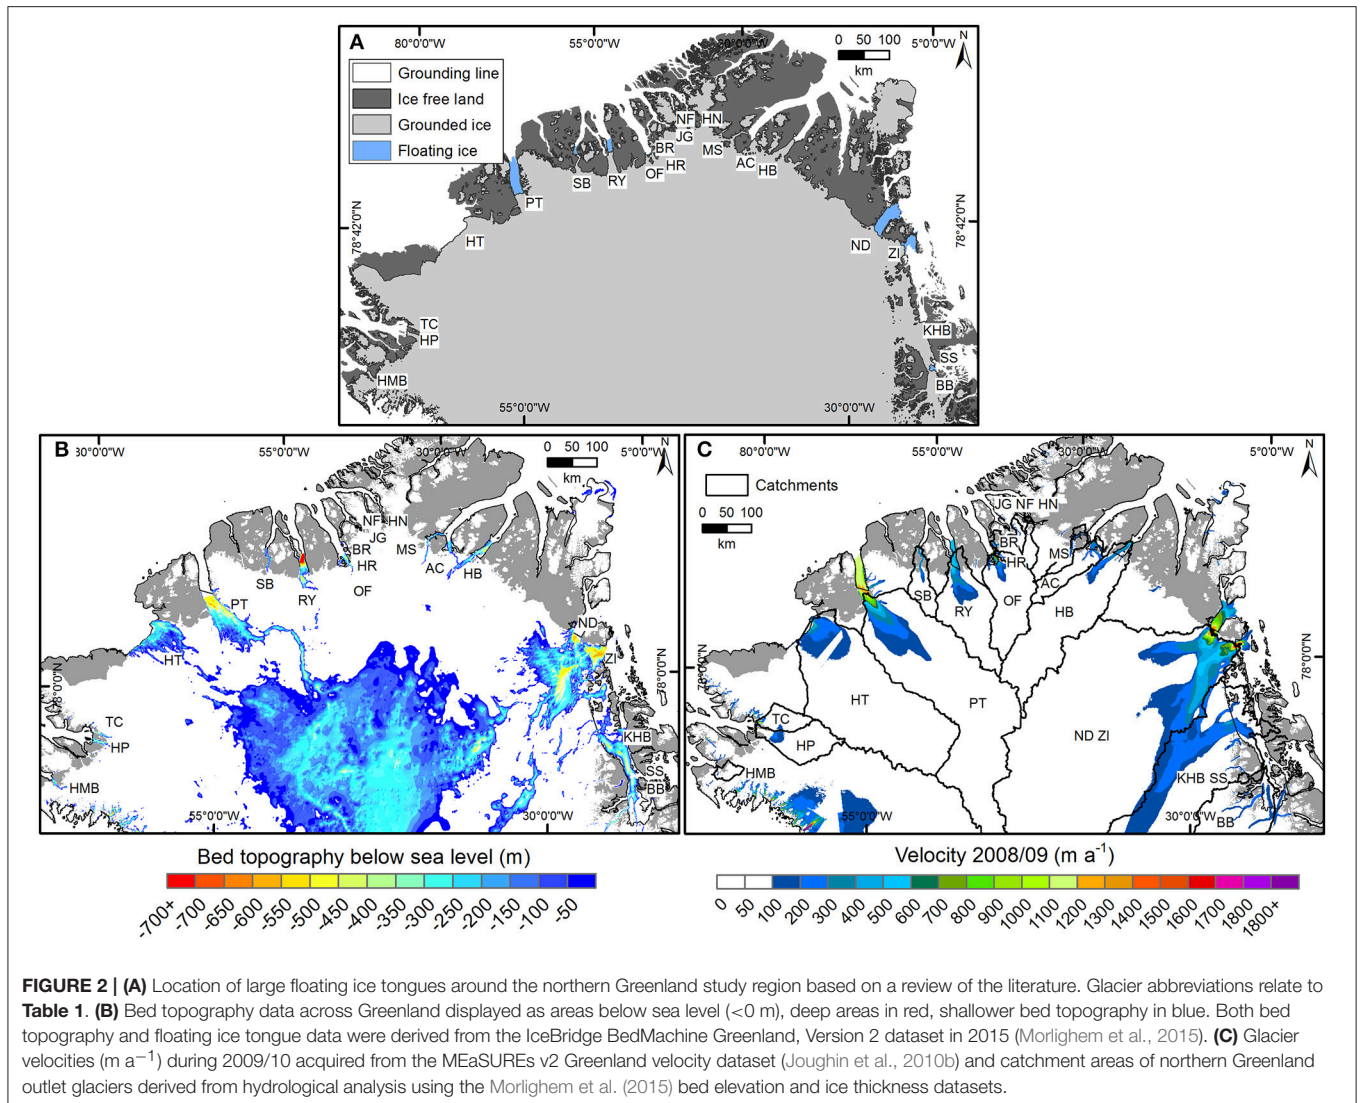 A
80°0'0"W
55°0'0"W
30°0'0"W
5°0'0"W
N
0 50 100
km
Grounding line
Ice free land
Grounded ice
Floating ice
78°42'0"N
78°42'0"N
NF HN
JG
BR
HR
MS
OF
AC
HB
SB
RY
PT
HT
ND
ZI
TC
HP
HMB
KHB
SS
BB
55°0'0"W
30°0'0"W
B
55°0'0"W
30°0'0"W
5°0'0"W
N
0 50 100
km
NF HN
JG
BR
HR
MS
AC
HB
SB
RY
OF
PT
HT
ND
ZI
78°0'0"N
78°0'0"N
TC
HP
HMB
KHB
SS
BB
55°0'0"W
30°0'0"W
Bed topography below sea level (m)
-700+ -700 -650 -600 -550 -500 -450 -400 -350 -300 -250 -200 -150 -100 -50
C
80°0'0"W
55°0'0"W
30°0'0"W
5°0'0"W
N
Catchments
0 50 100
km
JG NF HN
BR
HR
MS
AC
SB
RY
OF
HB
78°0'0"N
78°0'0"N
HT
PT
ND ZI
TC
HP
HMB
KHB SS
BB
55°0'0"W
30°0'0"W
Velocity 2008/09 (m a-1)
0 50 100 200 300 400 500 600 700 800 900 1000 1100 1200 1300 1400 1500 1600 1700 1800 1800+
FIGURE 2 | (A) Location of large floating ice tongues around the northern Greenland study region based on a review of the literature. Glacier abbreviations relate to
Table 1. (B) Bed topography data across Greenland displayed as areas below sea level (<0 m), deep areas in red, shallower bed topography in blue. Both bed
topography and floating ice tongue data were derived from the IceBridge BedMachine Greenland, Version 2 dataset in 2015 (Morlighem et al., 2015). (C) Glacier
velocities (m a−1) during 2009/10 acquired from the MEaSUREs v2 Greenland velocity dataset (Joughin et al., 2010b) and catchment areas of northern Greenland
outlet glaciers derived from hydrological analysis using the Morlighem et al. (2015) bed elevation and ice thickness datasets.